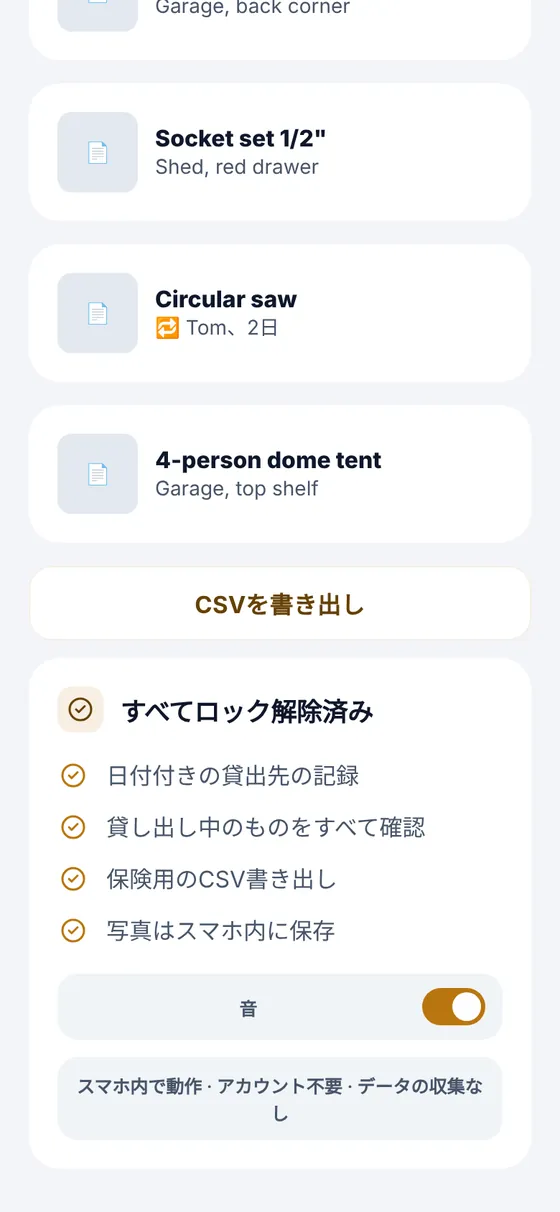 Garage, back corner
Socket set 1/2"
Shed, red drawer
Circular saw
🔁 Tom、2日
4-person dome tent
Garage, top shelf
CSVを書き出し
すべてロック解除済み
日付付きの貸出先の記録
貸し出し中のものをすべて確認
保険用のCSV書き出し
写真はスマホ内に保存
音
スマホ内で動作 · アカウント不要 · データの収集な
し